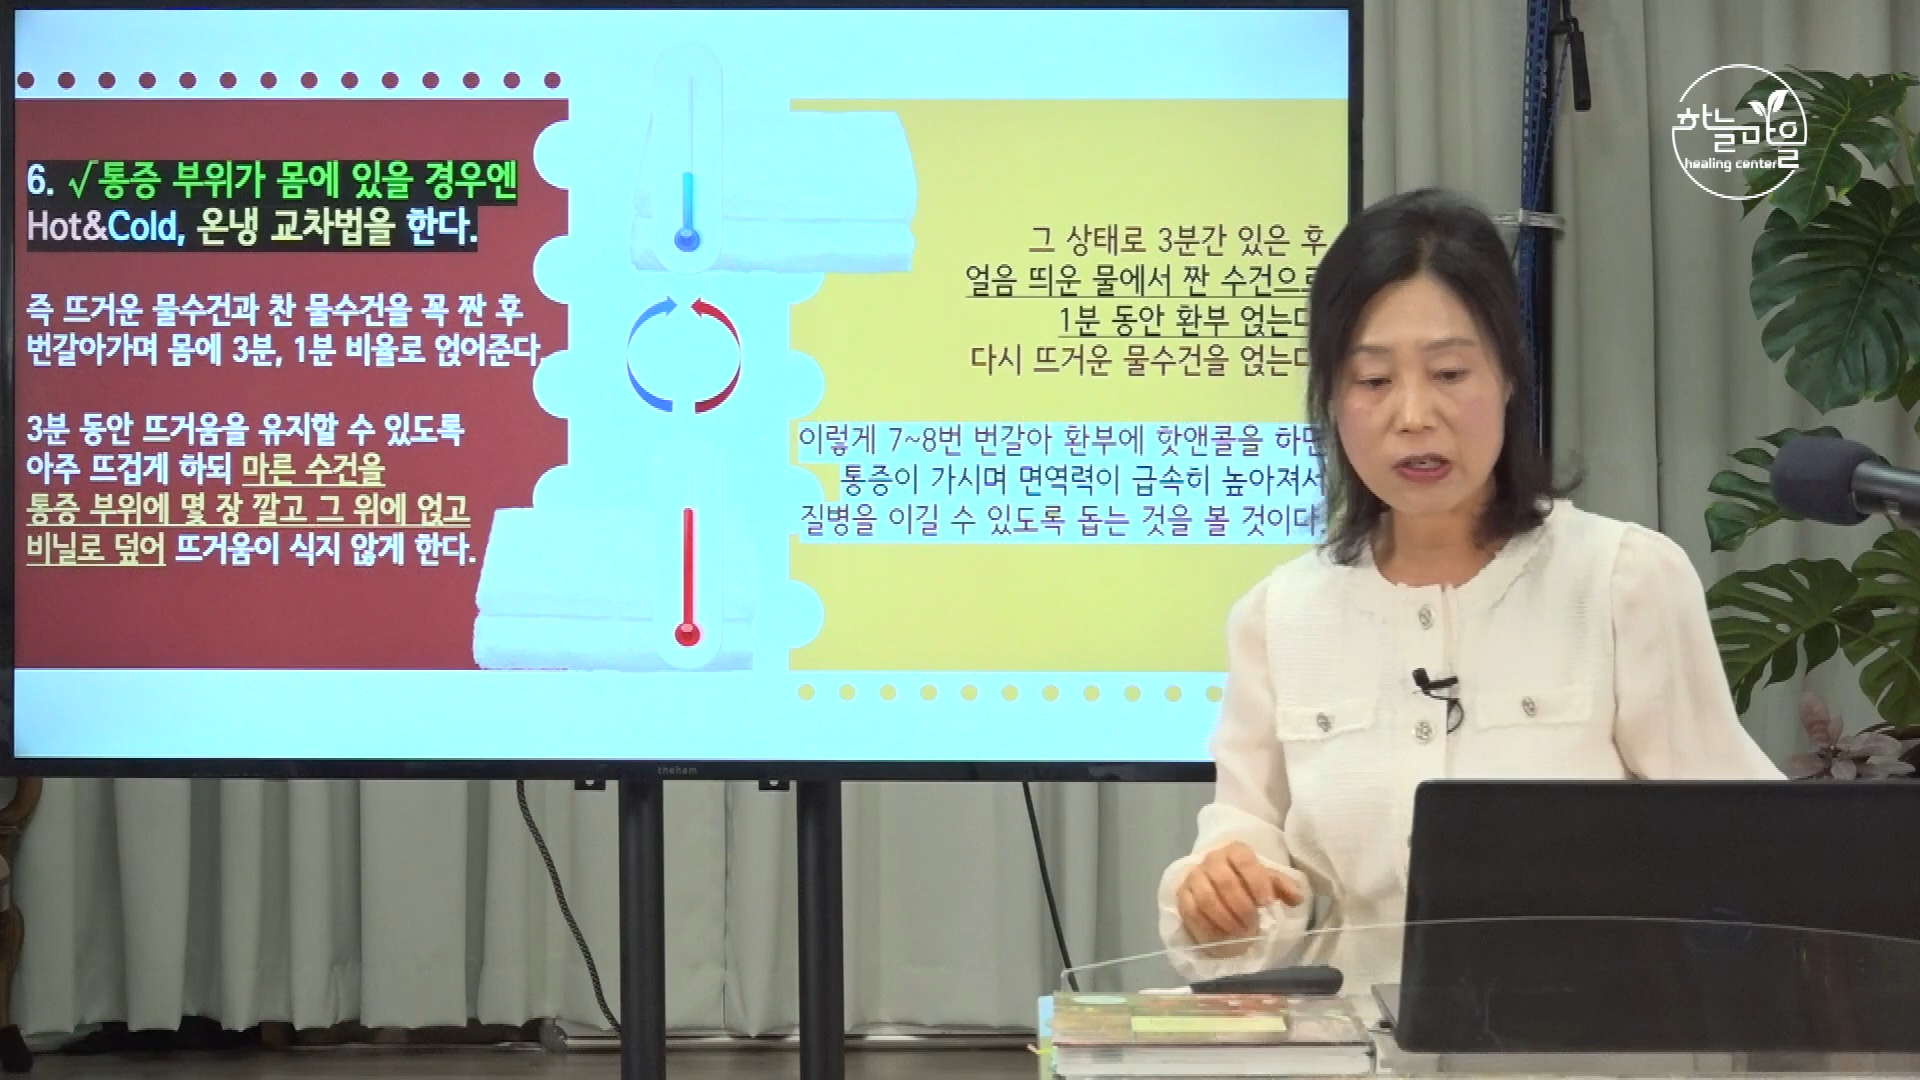 6. √통증 부위가 몸에 있을 경우엔
Hot&Cold, 온냉 교차법을 한다.
즉 뜨거운 물수건과 찬 물수건을 꼭 짠 후
번갈아가며 몸에 3분, 1분 비율로 얹어준다
3분 동안 뜨거움을 유지할 수 있도록
아주 뜨겁게 하되 마른 수건을
통증 부위에 몇 장 깔고 그 위에 얹고
비닐로 덮어 뜨거움이 식지 않게 한다.
그 상태로 3분간 있은 후
얼음 띄운 물에서 짠 수건으로
1분 동안 환부 얹는다
다시 뜨거운 물수건을 얹는다
이렇게 7~8번 번갈아 환부에 핫앤콜을 하면
통증이 가시며 면역력이 급속히 높아져서
질병을 이길 수 있도록 돕는 것을 볼 것이다.
하늘마을
healing center